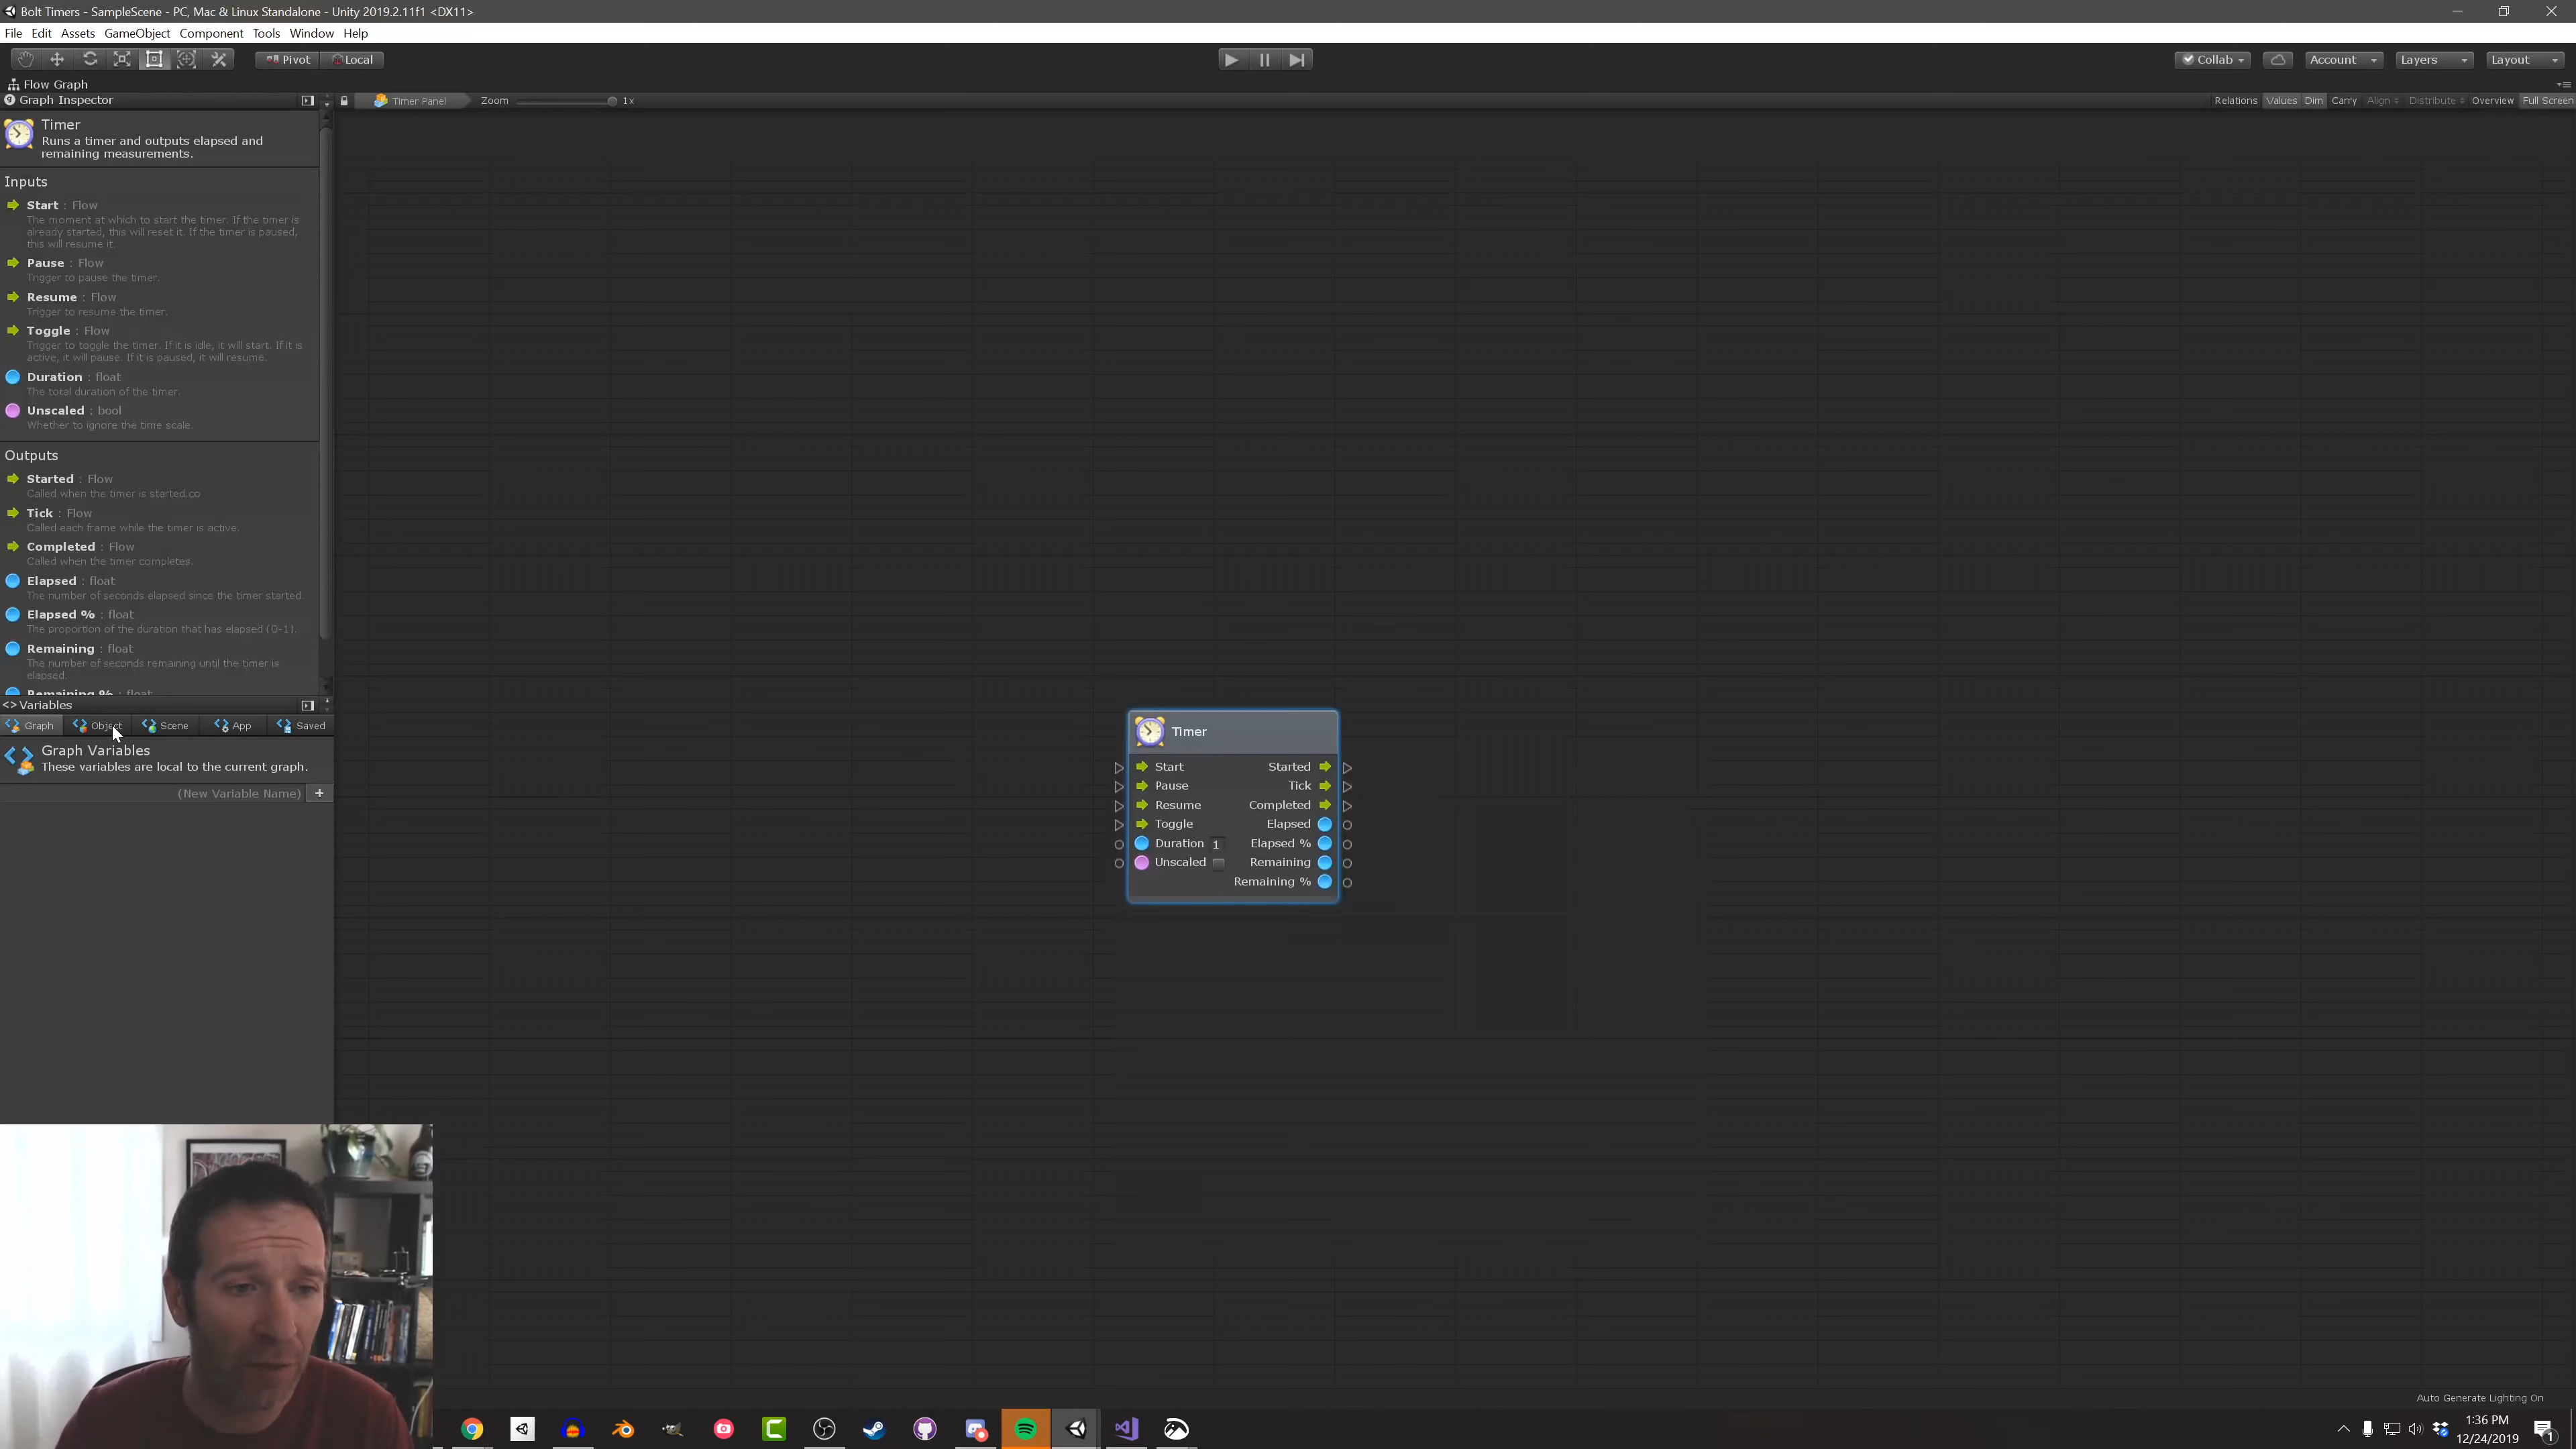 Bolt Timers - SampleScene - PC, Mac & Linux Standalone - Unity 2019.2.11f1 <DX11>
File Edit Assets GameObject Component Tools Window Help
Pivot Local Collab Account Layers Layout
Flow Graph
Graph Inspector
Timer Panel Zoom 1x Relations Values Dim Carry Align Distribute Overview Full Screen
Timer
Runs a timer and outputs elapsed and
remaining measurements.
Inputs
Start : Flow
The moment at which to start the timer. If the timer is
already started, this will reset it. If the timer is paused,
this will resume it.
Pause : Flow
Trigger to pause the timer.
Resume : Flow
Trigger to resume the timer.
Toggle : Flow
Trigger to toggle the timer. If it is idle, it will start. If it is
active, it will pause. If it is paused, it will resume.
Duration : float
The total duration of the timer.
Unscaled : bool
Whether to ignore the time scale.
Outputs
Started : Flow
Called when the timer is started.co
Tick : Flow
Called each frame while the timer is active.
Completed : Flow
Called when the timer completes.
Elapsed : float
The number of seconds elapsed since the timer started.
Elapsed % : float
The proportion of the duration that has elapsed (0-1).
Remaining : float
The number of seconds remaining until the timer is
elapsed.
Remaining % : float
<> Variables
Graph Object Scene App Saved
Graph Variables
These variables are local to the current graph.
(New Variable Name) +
Timer
Start Started
Pause Tick
Resume Completed
Toggle Elapsed
Duration 1 Elapsed %
Unscaled Remaining
Remaining %
Auto Generate Lighting On
1:36 PM
12/24/2019
1